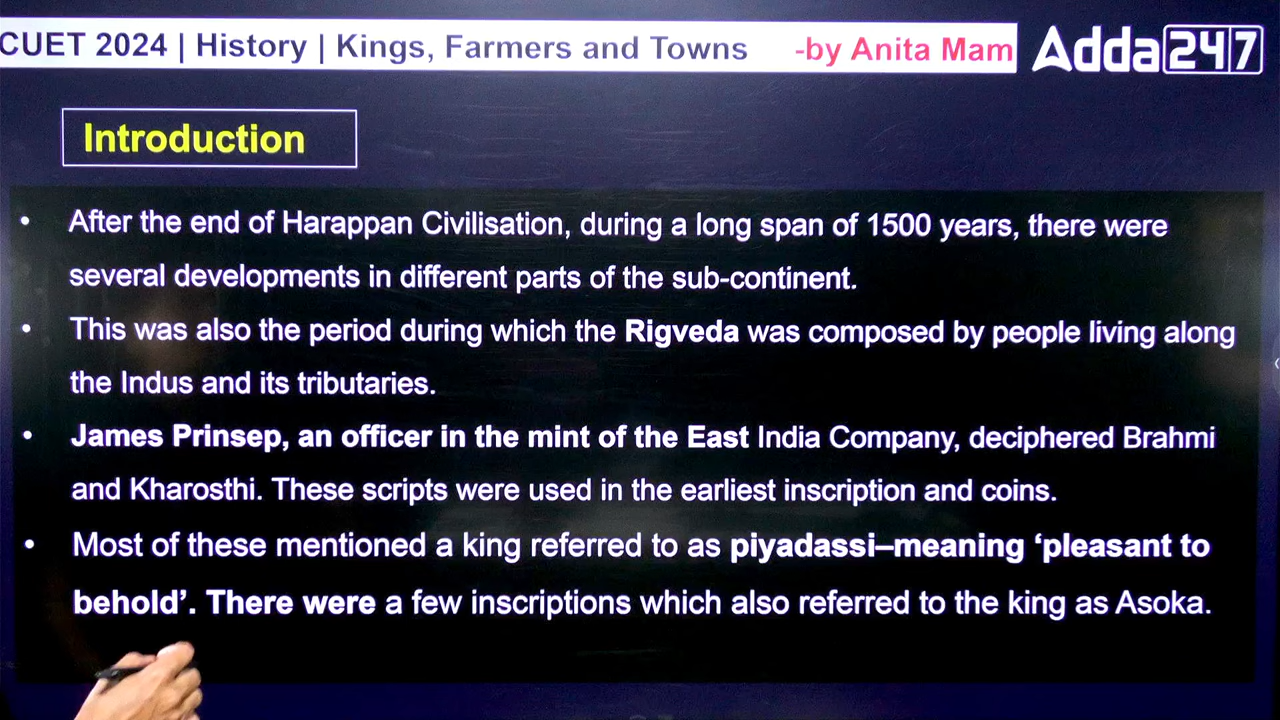 CUET 2024 | History | Kings, Farmers and Towns -by Anita Mam Adda247
Introduction
• After the end of Harappan Civilisation, during a long span of 1500 years, there were
several developments in different parts of the sub-continent.
• This was also the period during which the Rigveda was composed by people living along
the Indus and its tributaries.
• James Prinsep, an officer in the mint of the East India Company, deciphered Brahmi
and Kharosthi. These scripts were used in the earliest inscription and coins.
• Most of these mentioned a king referred to as piyadassi–meaning ‘pleasant to
behold’. There were a few inscriptions which also referred to the king as Asoka.